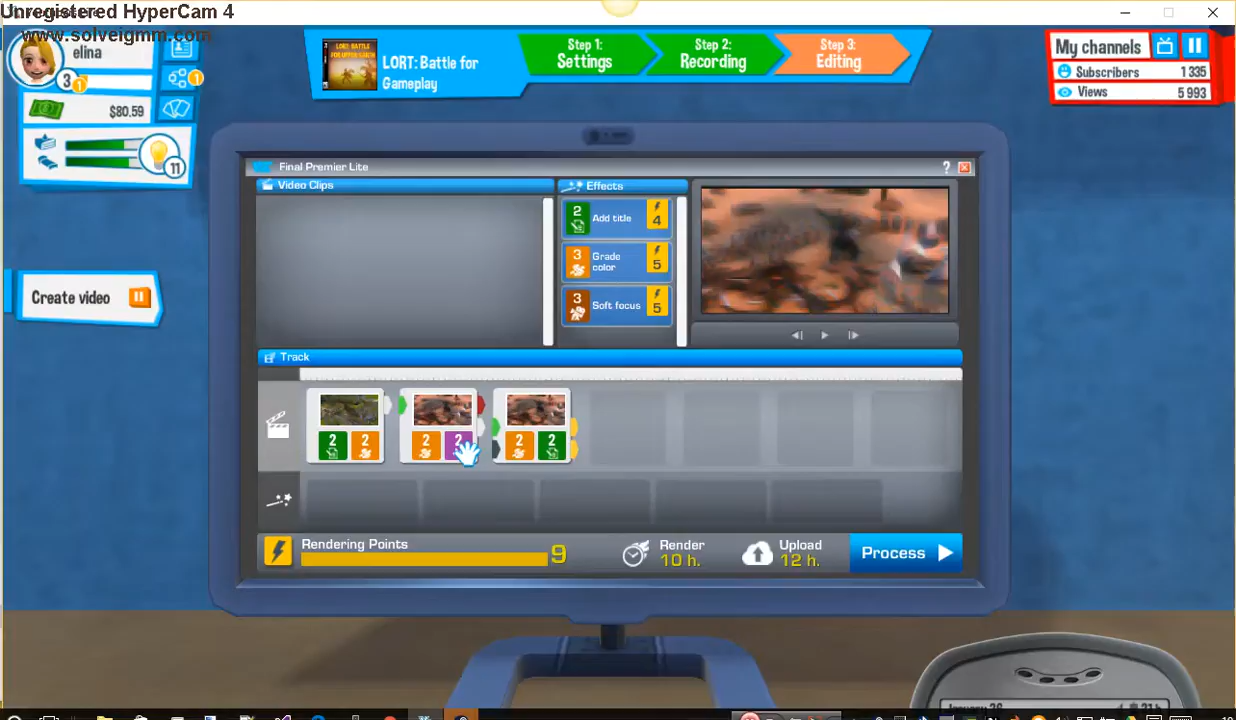 Unregistered HyperCam 4
www.solveigmm.com
elina
3 1
1
$80.59
11
LORT: Battle for
Gameplay
Step 1:
Settings
Step 2:
Recording
Step 3:
Editing
My channels
Subscribers 1 335
Views 5 993
Create video
Final Premier Lite
?
Video Clips
Effects
2 Add title 4
3 Grade color 5
3 Soft focus 5
Track
2 2 2 2 2 2
Rendering Points
9
Render
10 h.
Upload
12 h.
Process